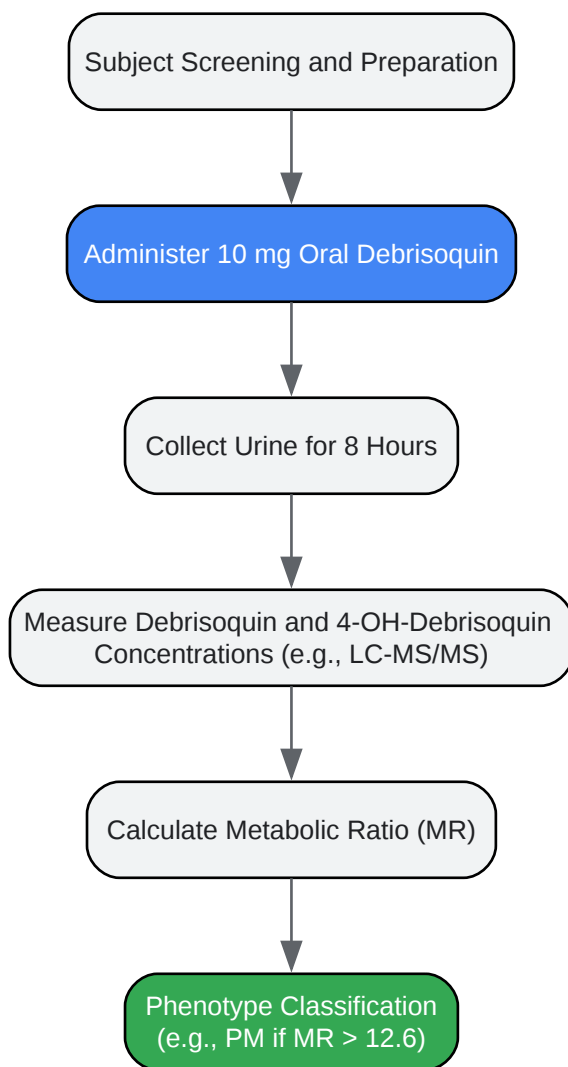 Subject Screening and Preparation
Administer 10 mg Oral Debrisoquin
Collect Urine for 8 Hours
Measure Debrisoquin and 4-OH-Debrisoquin
Concentrations (e.g., LC-MS/MS)
Calculate Metabolic Ratio (MR)
Phenotype Classification
(e.g., PM if MR > 12.6)